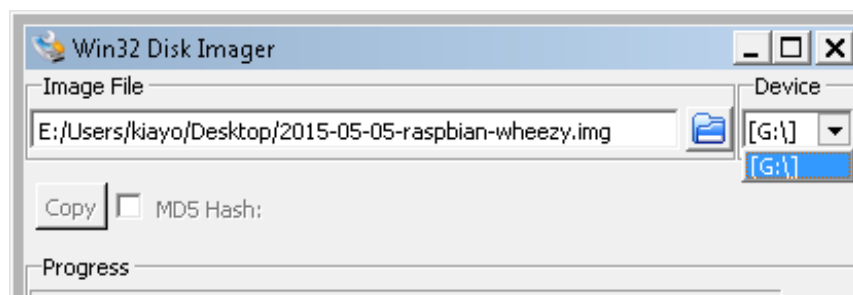 Win32 Disk Imager
Image File
Device
E:/Users/kiayo/Desktop/2015-05-05-raspbian-wheezy.img
[G:\]
[G:\]
Copy
MD5 Hash:
Progress